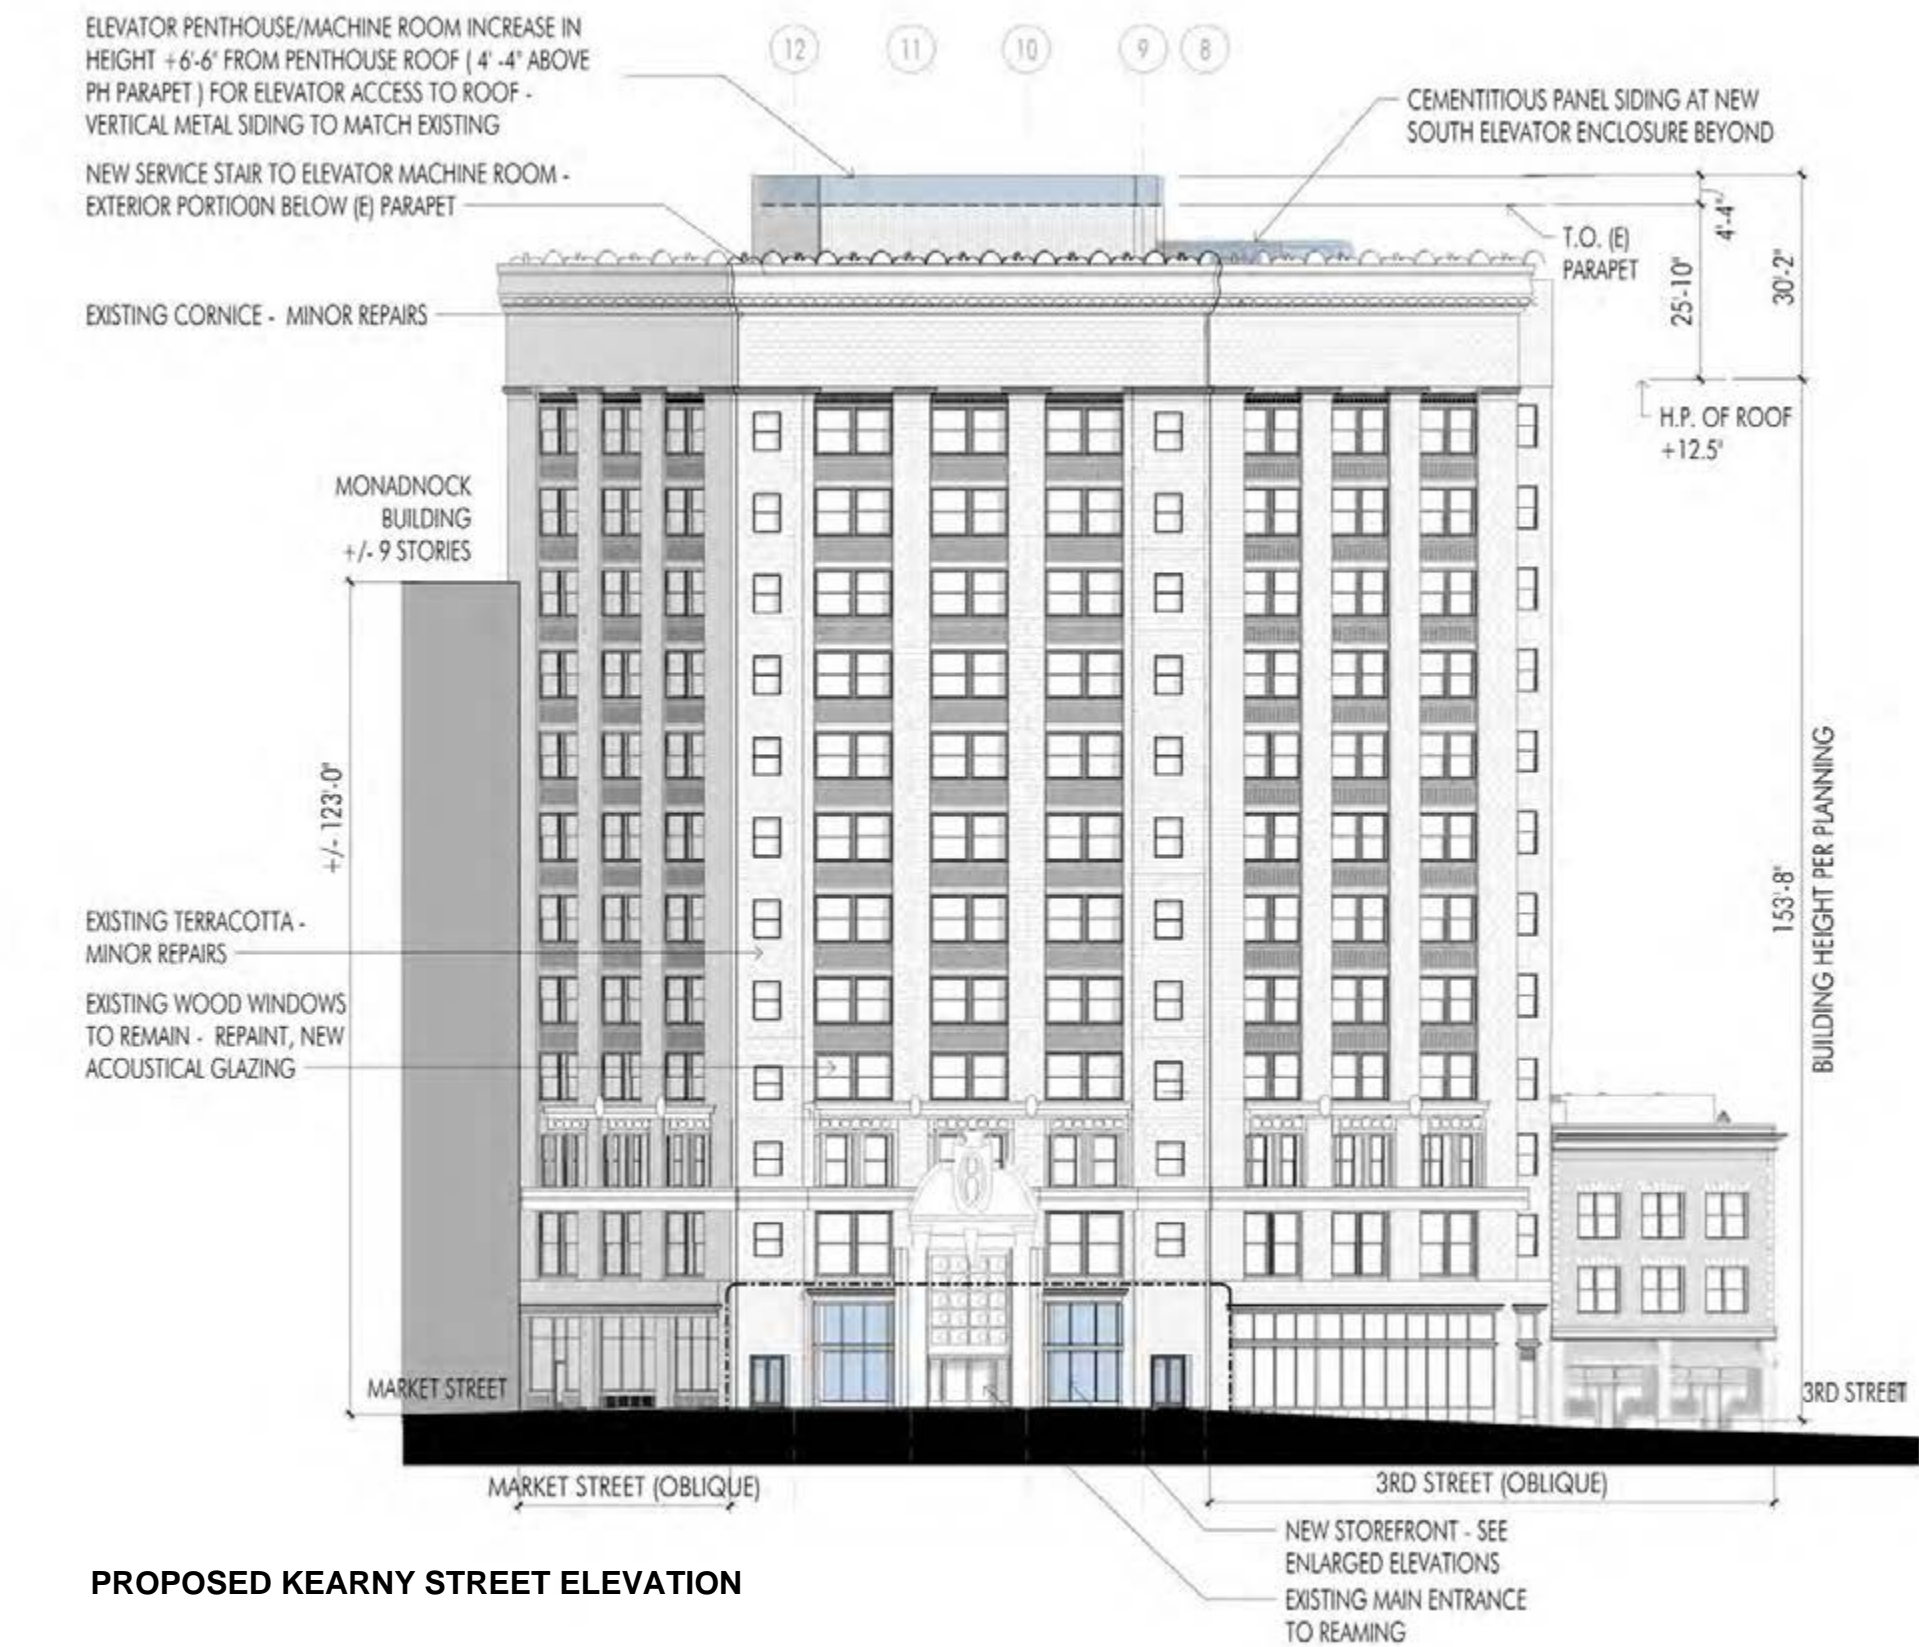 ELEVATOR PENTHOUSE/MACHINE ROOM INCREASE IN
HEIGHT +6'-6" FROM PENTHOUSE ROOF ( 4' -4" ABOVE
PH PARAPET ) FOR ELEVATOR ACCESS TO ROOF -
VERTICAL METAL SIDING TO MATCH EXISTING
NEW SERVICE STAIR TO ELEVATOR MACHINE ROOM -
EXTERIOR PORTIO0N BELOW (E) PARAPET
EXISTING CORNICE - MINOR REPAIRS
12
11
10
9
8
CEMENTITIOUS PANEL SIDING AT NEW
SOUTH ELEVATOR ENCLOSURE BEYOND
T.O. (E)
PARAPET
4'-4"
25'-10"
30'-2"
H.P. OF ROOF
+12.5"
MONADNOCK
BUILDING
+/- 9 STORIES
+/- 123'-0"
EXISTING TERRACOTTA -
MINOR REPAIRS
EXISTING WOOD WINDOWS
TO REMAIN - REPAINT, NEW
ACOUSTICAL GLAZING
153'-8"
BUILDING HEIGHT PER PLANNING
8
MARKET STREET
3RD STREET
MARKET STREET (OBLIQUE)
3RD STREET (OBLIQUE)
NEW STOREFRONT - SEE
ENLARGED ELEVATIONS
EXISTING MAIN ENTRANCE
TO REAMING
PROPOSED KEARNY STREET ELEVATION